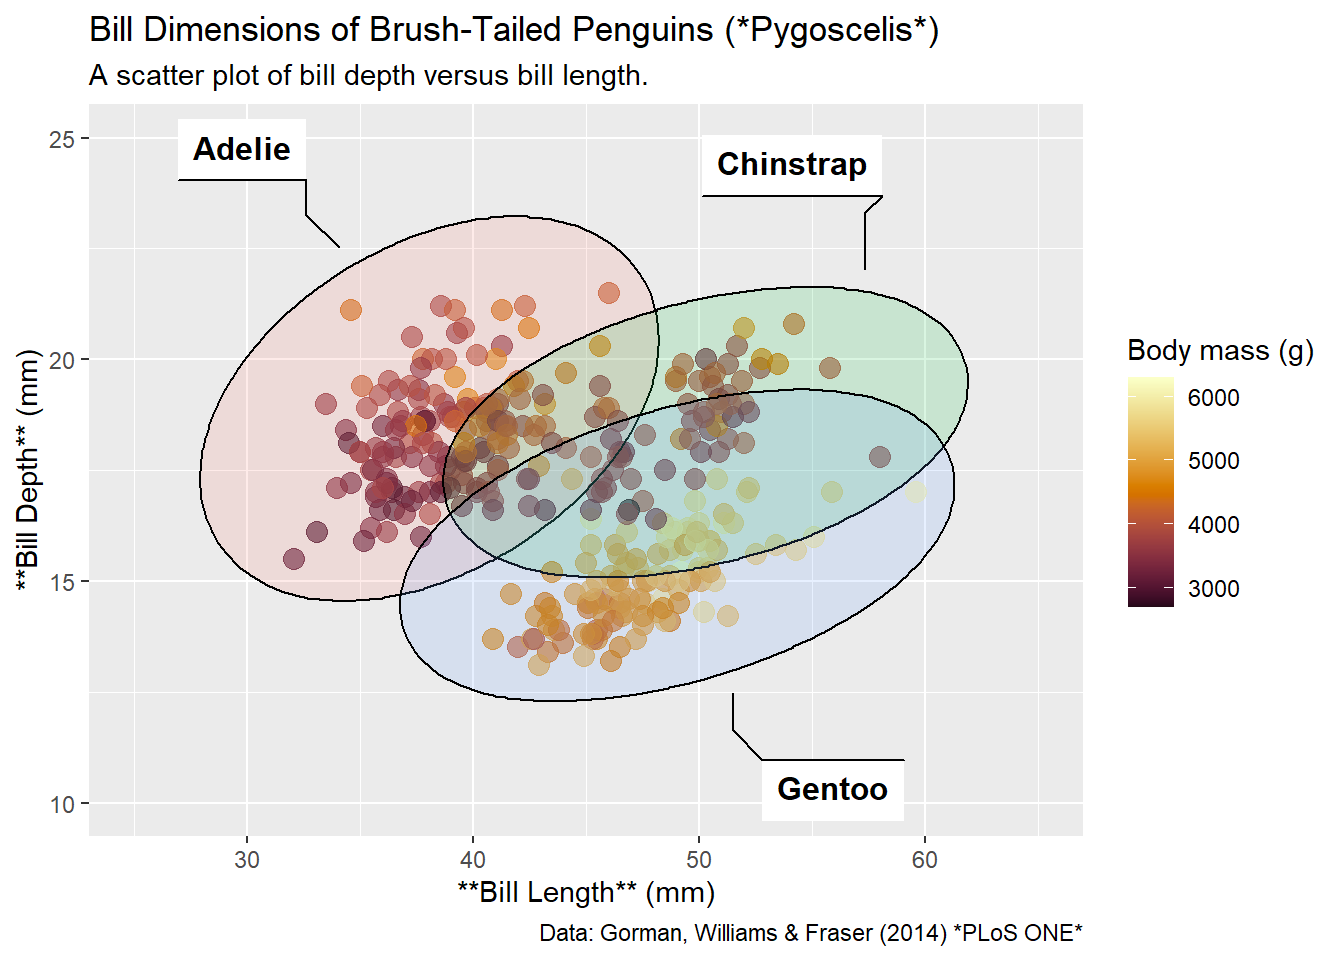 Bill Dimensions of Brush-Tailed Penguins (*Pygoscelis*)
A scatter plot of bill depth versus bill length.
Adelie
Chinstrap
Gentoo
25
20
15
10
**Bill Depth** (mm)
30 40 50 60
**Bill Length** (mm)
Body mass (g)
6000
5000
4000
3000
Data: Gorman, Williams & Fraser (2014) *PLoS ONE*